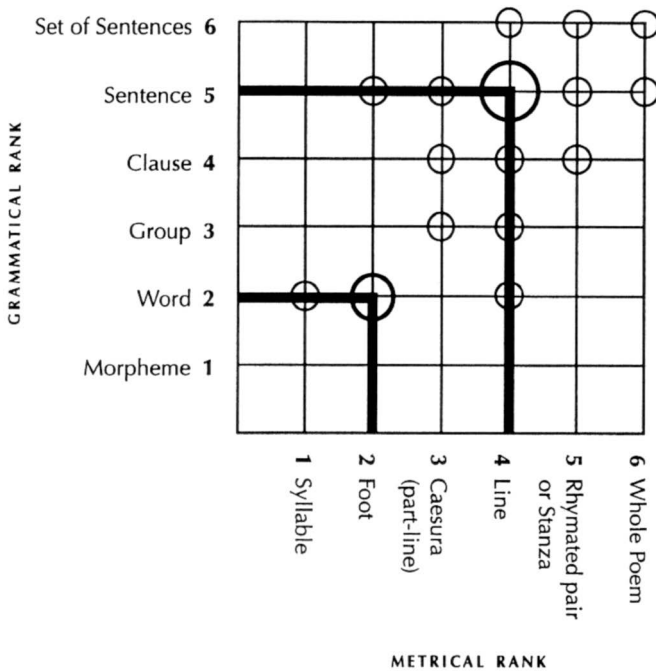 Set of Sentences 6
Sentence 5
Clause 4
Group 3
Word 2
Morpheme 1
GRAMMATICAL RANK
1 Syllable
2 Foot
3 Caesura
(part-line)
4 Line
5 Rhymated pair
or Stanza
6 Whole Poem
METRICAL RANK